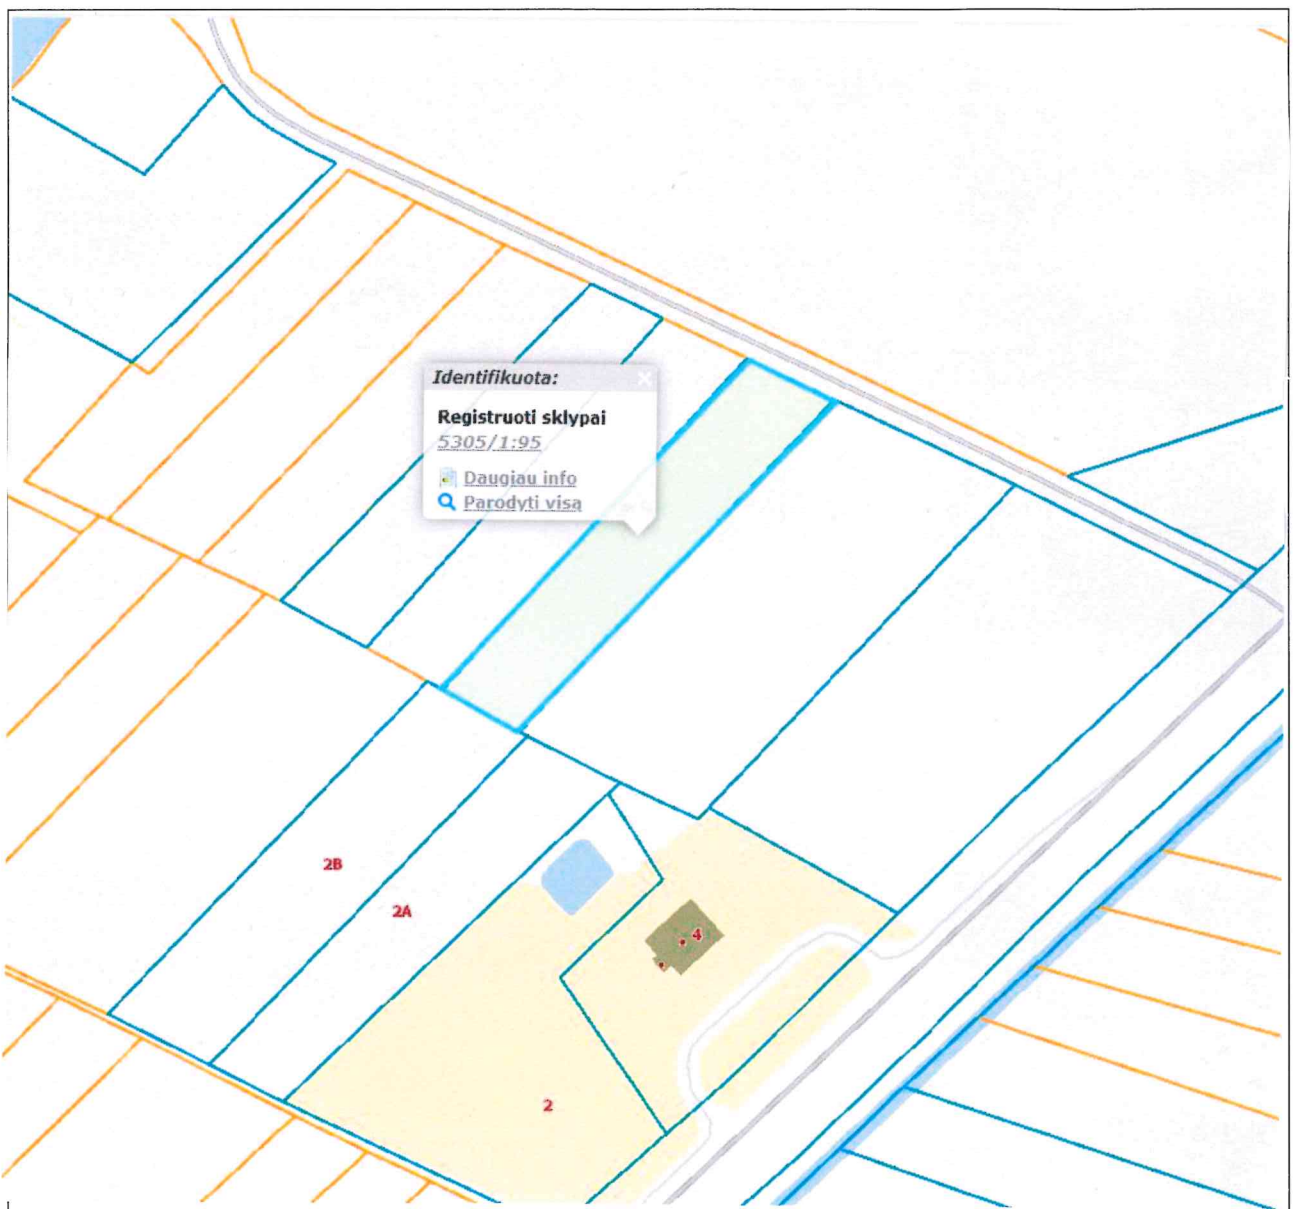 Identifikuota:
Registruoti sklypai
5305/1:95
Daugiau info
Parodyti visą
2B
2A
4
2